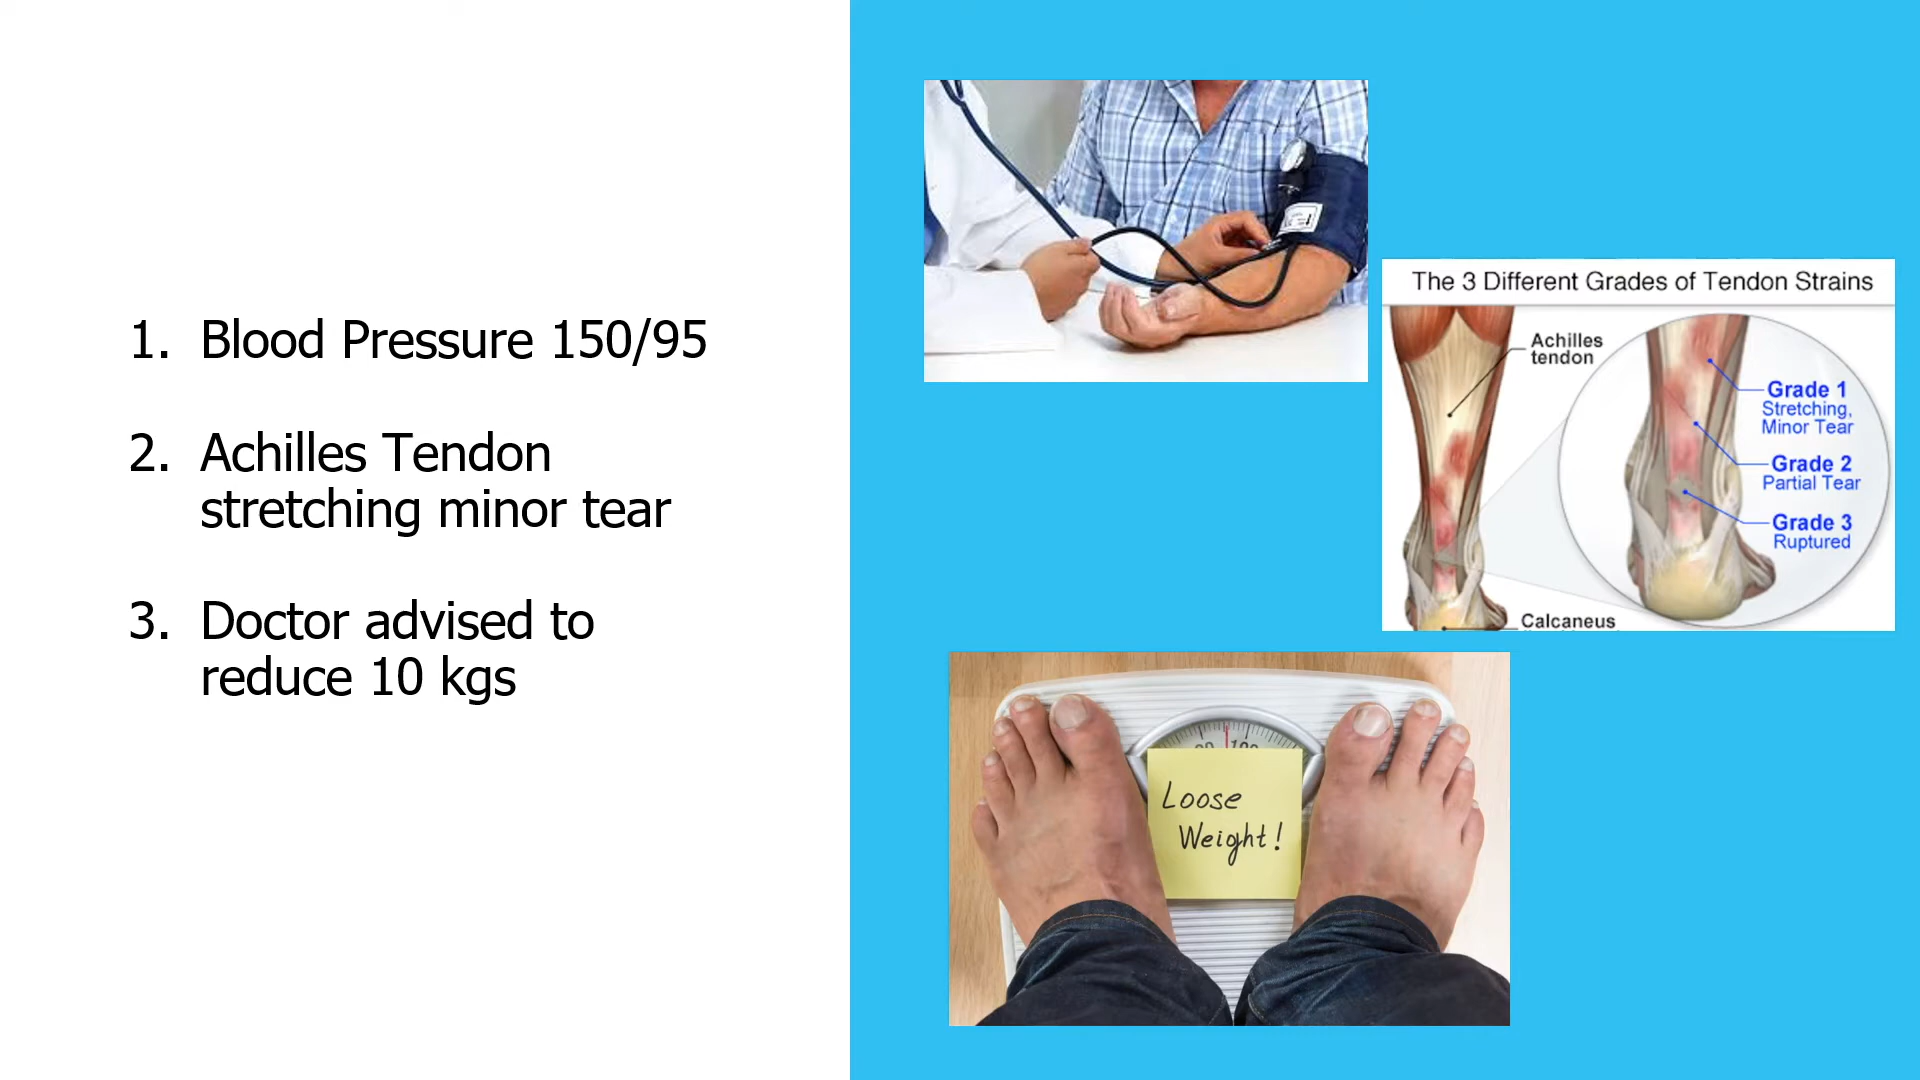 1. Blood Pressure 150/95
2. Achilles Tendon
stretching minor tear
3. Doctor advised to
reduce 10 kgs
The 3 Different Grades of Tendon Strains
Achilles
tendon
Grade 1
Stretching,
Minor Tear
Grade 2
Partial Tear
Grade 3
Ruptured
Calcaneus
Loose
Weight!